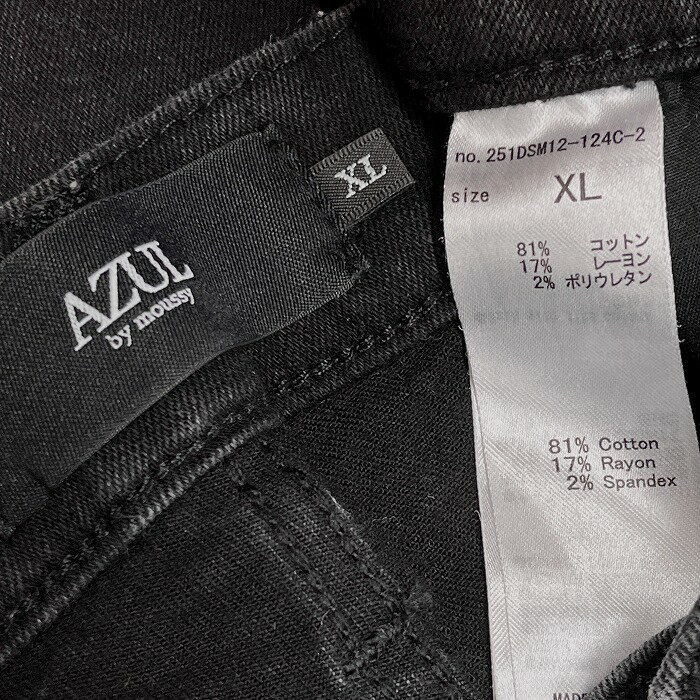 AZUL
by moussy
XL
no. 251DSM12-124C-2
size XL
81% コットン
17% レーヨン
2% ポリウレタン
81% Cotton
17% Rayon
2% Spandex
MADE